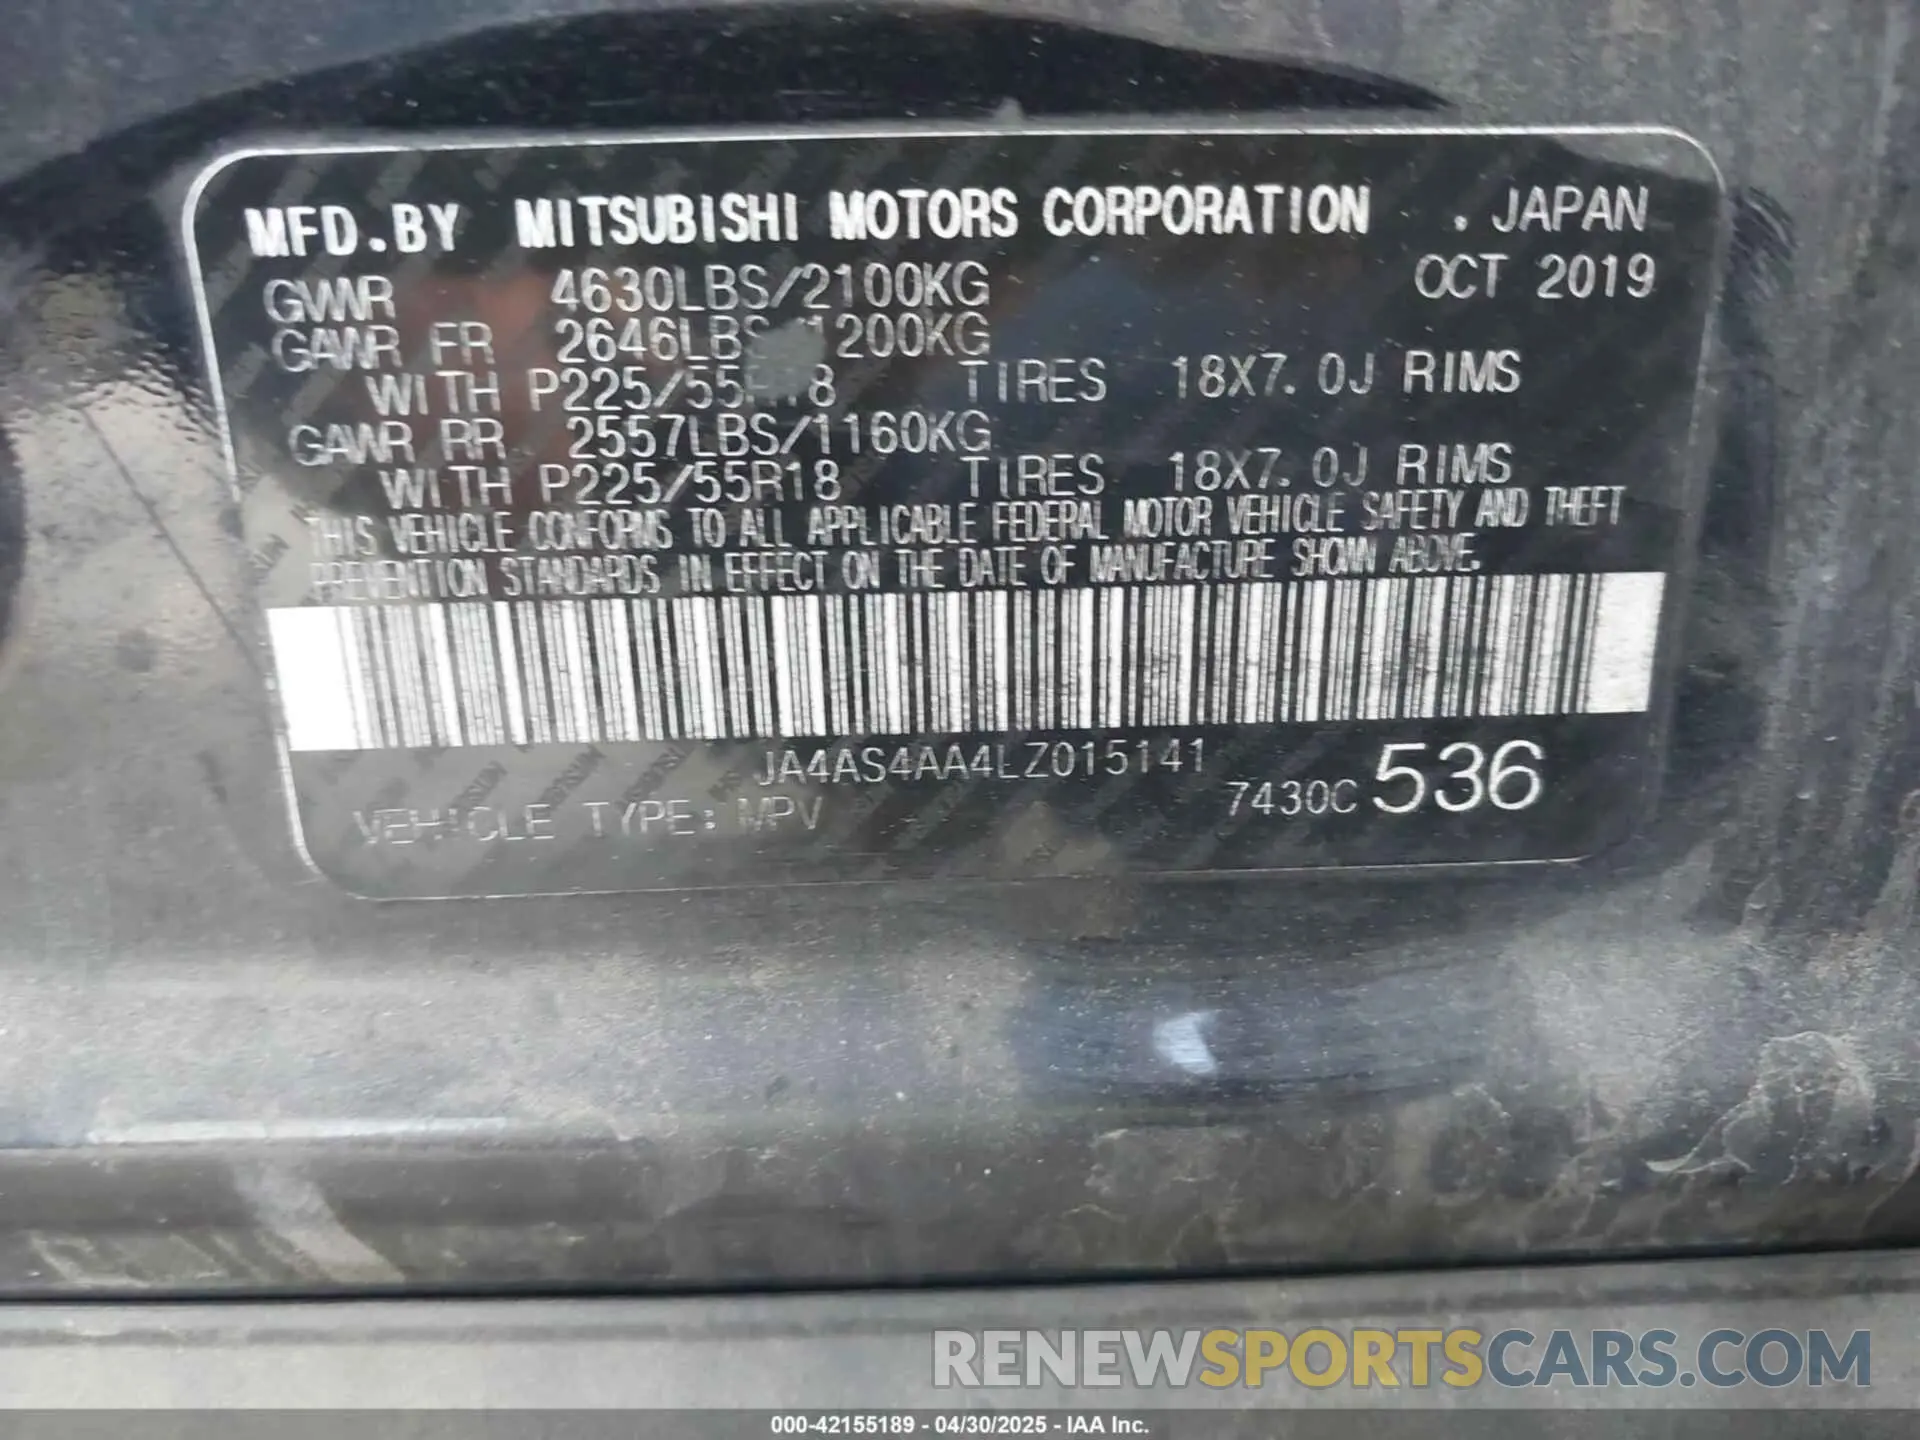 MFD.BY MITSUBISHI MOTORS CORPORATION . JAPAN
GVWR 4630LBS/2100KG OCT 2019
GAWR FR 2646LBS/1200KG
WITH P225/55R18 TIRES 18X7.0J RIMS
GAWR RR 2557LBS/1160KG
WITH P225/55R18 TIRES 18X7.0J RIMS
THIS VEHICLE CONFORMS TO ALL APPLICABLE FEDERAL MOTOR VEHICLE SAFETY AND THEFT
PREVENTION STANDARDS IN EFFECT ON THE DATE OF MANUFACTURE SHOWN ABOVE.
JA4AS4AA4LZ015141
VEHICLE TYPE: MPV 7430C 536
RENEWSPORTSCARS.COM
000-42155189 - 04/30/2025 - IAA Inc.